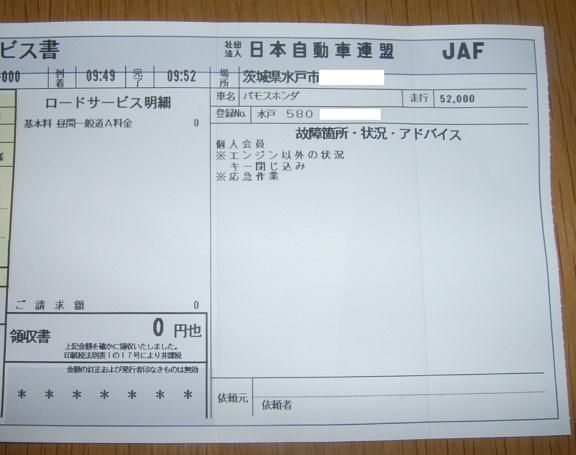 ビス書
社団法人 日本自動車連盟 JAF
000 到着 09:49 完了 09:52 場所 茨城県水戸市
車名 バモスホンダ 走行 52,000
登録No. 水戸 580
ロードサービス明細
基本料 昼間一般道A料金 0
ご請求額 0
領収書 0 円也
上記金額を確かに領収いたしました。
印紙税法別表1の17号により非課税
金額の訂正および発行者印なきものは無効
* * * * * * *
故障箇所・状況・アドバイス
個人会員
※エンジン以外の状況
キー閉じ込み
※応急作業
依頼元
依頼者